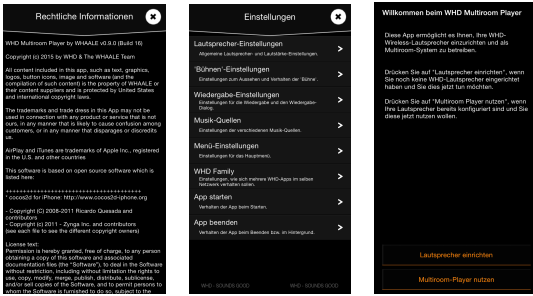 Rechtliche Informationen
WHD Multiroom Player by WHAALE v0.9.0 (Build 16)
Copyright (c) 2015 by WHD & The WHAALE Team
All content included in this app, such as text, graphics,
logos, button icons, image and software (and the
compilation of such content) is the property of WHAALE or
their content suppliers and is protected by United States
and international copyright laws.
The trademarks and trade dress in this App may not be
used in connection with any product or service that is not
ours, in any manner that is likely to cause confusion among
customers, or in any manner that disparages or discredits
us.
AirPlay and iTunes are trademarks of Apple Inc., registered
in the U.S. and other countries
This software is based on open source software which is
listed here:
+++++++++++++++++++++++++++++++++++++++
* cocos2d for iPhone: http://www.cocos2d-iphone.org
- Copyright (C) 2008-2011 Ricardo Quesada and
contributors
- Copyright (c) 2011 - Zynga Inc. and contributors
(see each file to see the different copyright owners)
License text:
Permission is hereby granted, free of charge, to any person
obtaining a copy of this software and associated
documentation files (the "Software"), to deal in the Software
without restriction, including without limitation the rights to
use, copy, modify, merge, publish, distribute, sublicense,
and/or sell copies of the Software, and to permit persons to
whom the Software is furnished to do so, subject to the
Einstellungen
Lautsprecher-Einstellungen
Allgemeine Lautsprecher- und Lautstärke-Einstellungen.
'Bühnen'-Einstellungen
Einstellungen zum Aussehen und Verhalten der 'Bühne'.
Wiedergabe-Einstellungen
Einstellungen für die Wiedergabe und den Wiedergabe-
Dialog.
Musik-Quellen
Einstellungen der verschiedenen Musik-Quellen.
Menü-Einstellungen
Einstellungen für das Hauptmenü.
WHD Family
Einstellungen, wie sich mehrere WHD-Apps im selben
Netzwerk verhalten sollen.
App starten
Verhalten der App beim Starten.
App beenden
Verhalten der App beim Beenden bzw. im Hintergrund.
WHD · SOUNDS GOOD WHD · SOUNDS GOOD
Willkommen beim WHD Multiroom Player
Diese App ermöglicht es Ihnen, Ihre WHD-
Wireless-Lautsprecher einzurichten und als
Multiroom-System zu betreiben.
Drücken Sie auf "Lautsprecher einrichten", wenn
Sie noch keine WHD-Lautsprecher eingerichtet
haben und Sie dies jetzt tun möchten.
Drücken Sie auf "Multiroom Player nutzen", wenn
Ihre Lautsprecher bereits konfiguriert sind und Sie
diese jetzt nutzen wollen.
Lautsprecher einrichten
Multiroom-Player nutzen